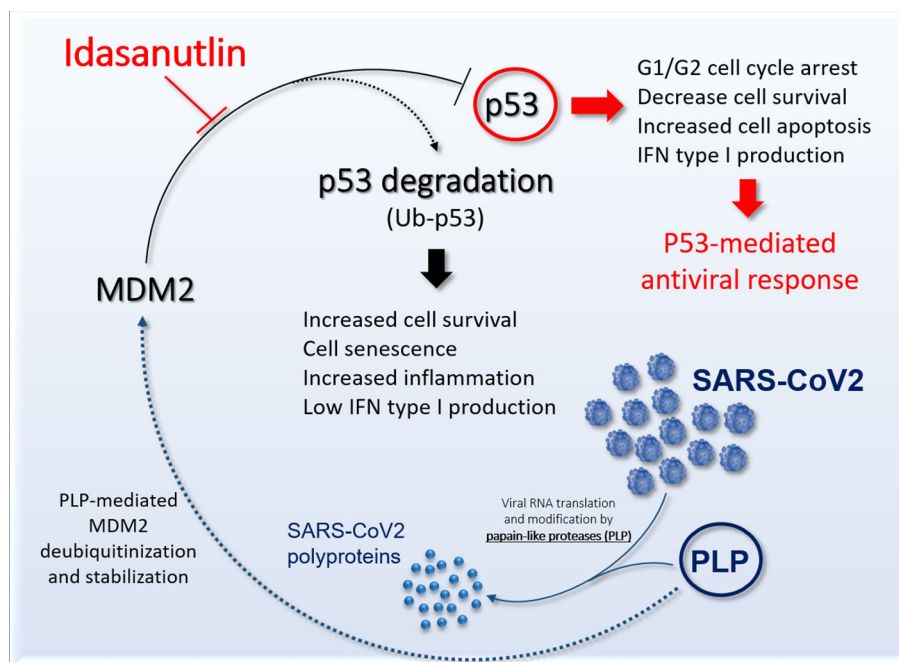 Idasanutlin
p53
G1/G2 cell cycle arrest
Decrease cell survival
Increased cell apoptosis
IFN type I production
p53 degradation
(Ub-p53)
P53-mediated
antiviral response
MDM2
Increased cell survival
Cell senescence
Increased inflammation
Low IFN type I production
SARS-CoV2
Viral RNA translation
and modification by
papain-like proteases (PLP)
PLP-mediated
MDM2
deubiquitinization
and stabilization
SARS-CoV2
polyproteins
PLP